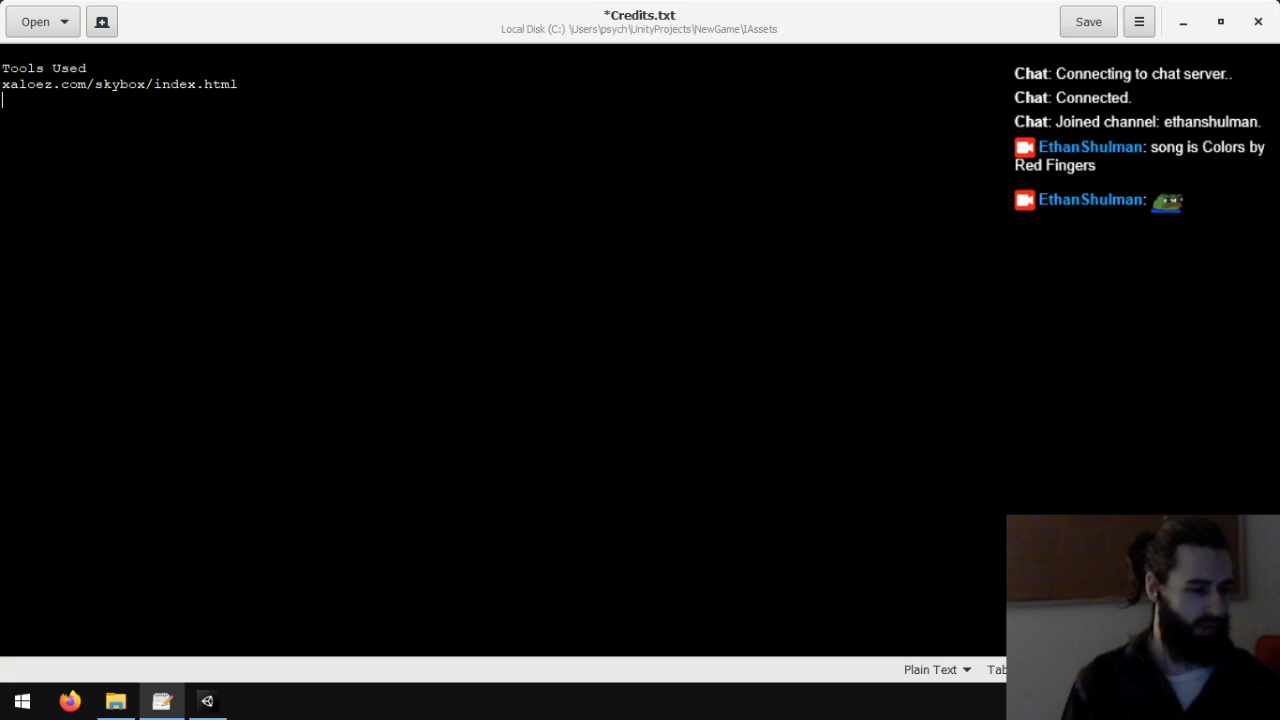 Open
*Credits.txt
Local Disk (C:) \Users\psych\UnityProjects\NewGame\IAssets
Save
Tools Used
xaloez.com/skybox/index.html
Chat: Connecting to chat server..
Chat: Connected.
Chat: Joined channel: ethanshulman.
EthanShulman: song is Colors by
Red Fingers
EthanShulman:
Plain Text
Tab